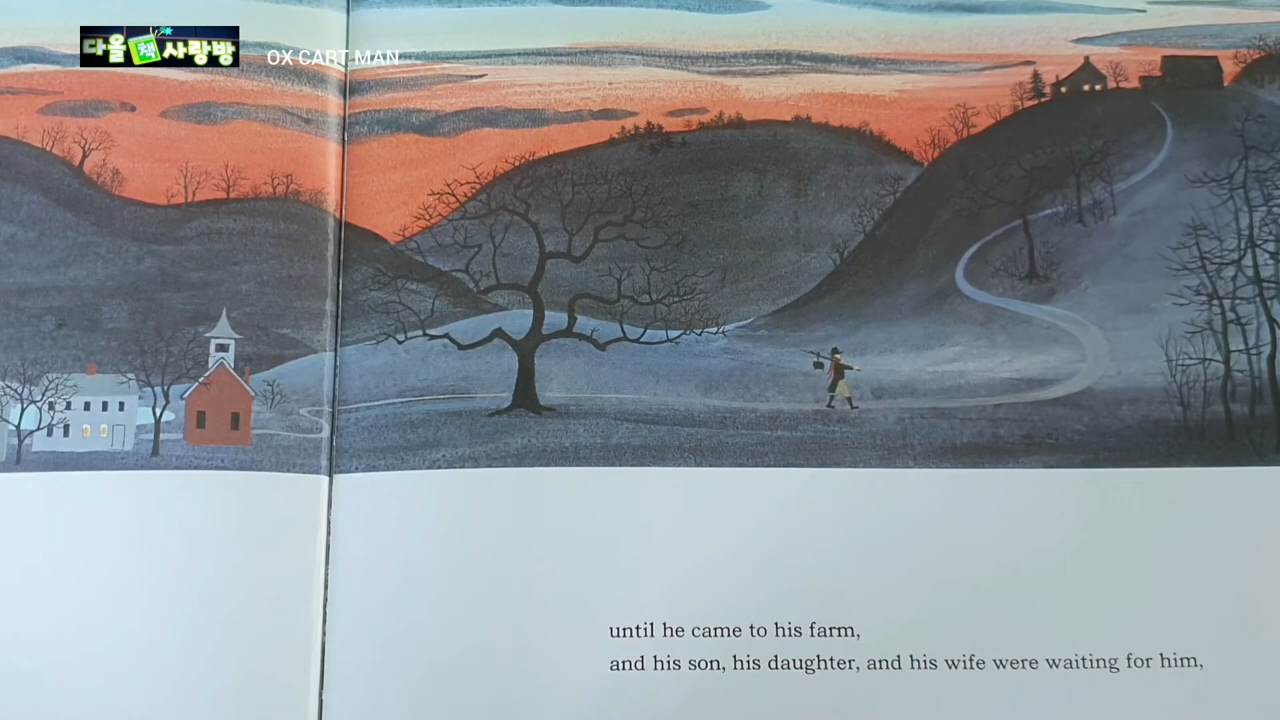 다올책사랑방
OX CART MAN
until he came to his farm,
and his son, his daughter, and his wife were waiting for him,